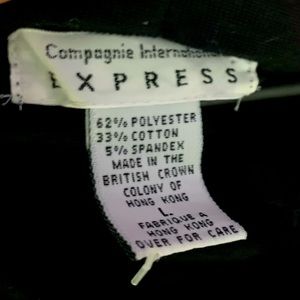 Compagnie Internation
EXPRESS
62% POLYESTER
33% COTTON
5% SPANDEX
MADE IN THE
BRITISH CROWN
COLONY OF
HONG KONG
L.
FABRIQUE A
HONG KONG
OVER FOR CARE